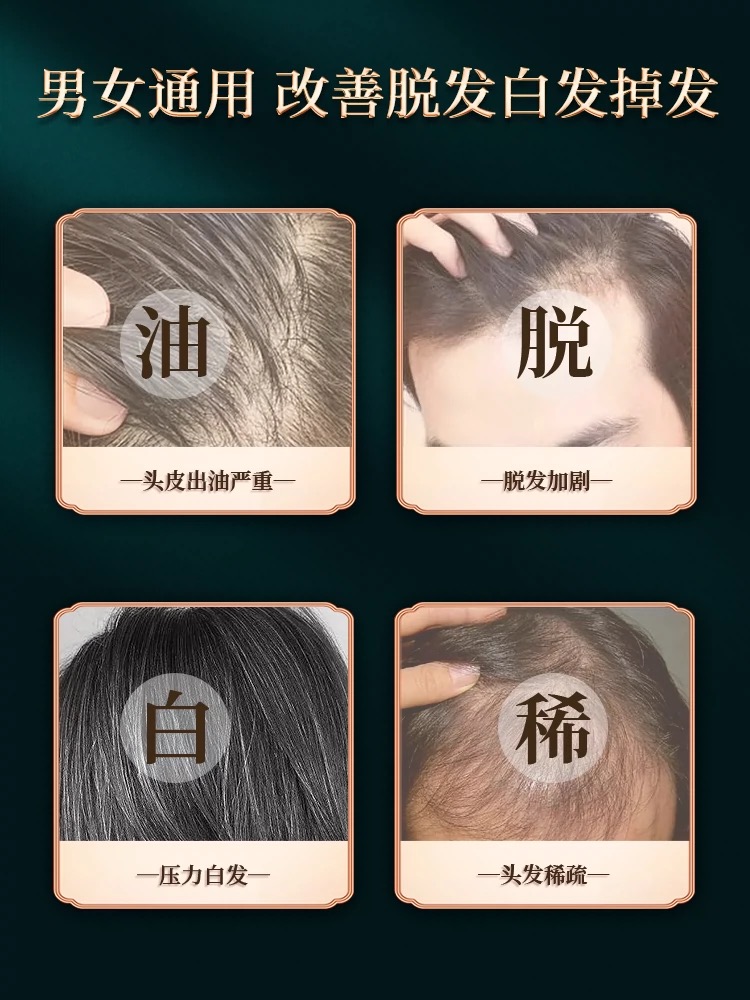 男女通用 改善脱发白发掉发
油
脱
—头皮出油严重—
—脱发加剧—
白
稀
—压力白发—
—头发稀疏—